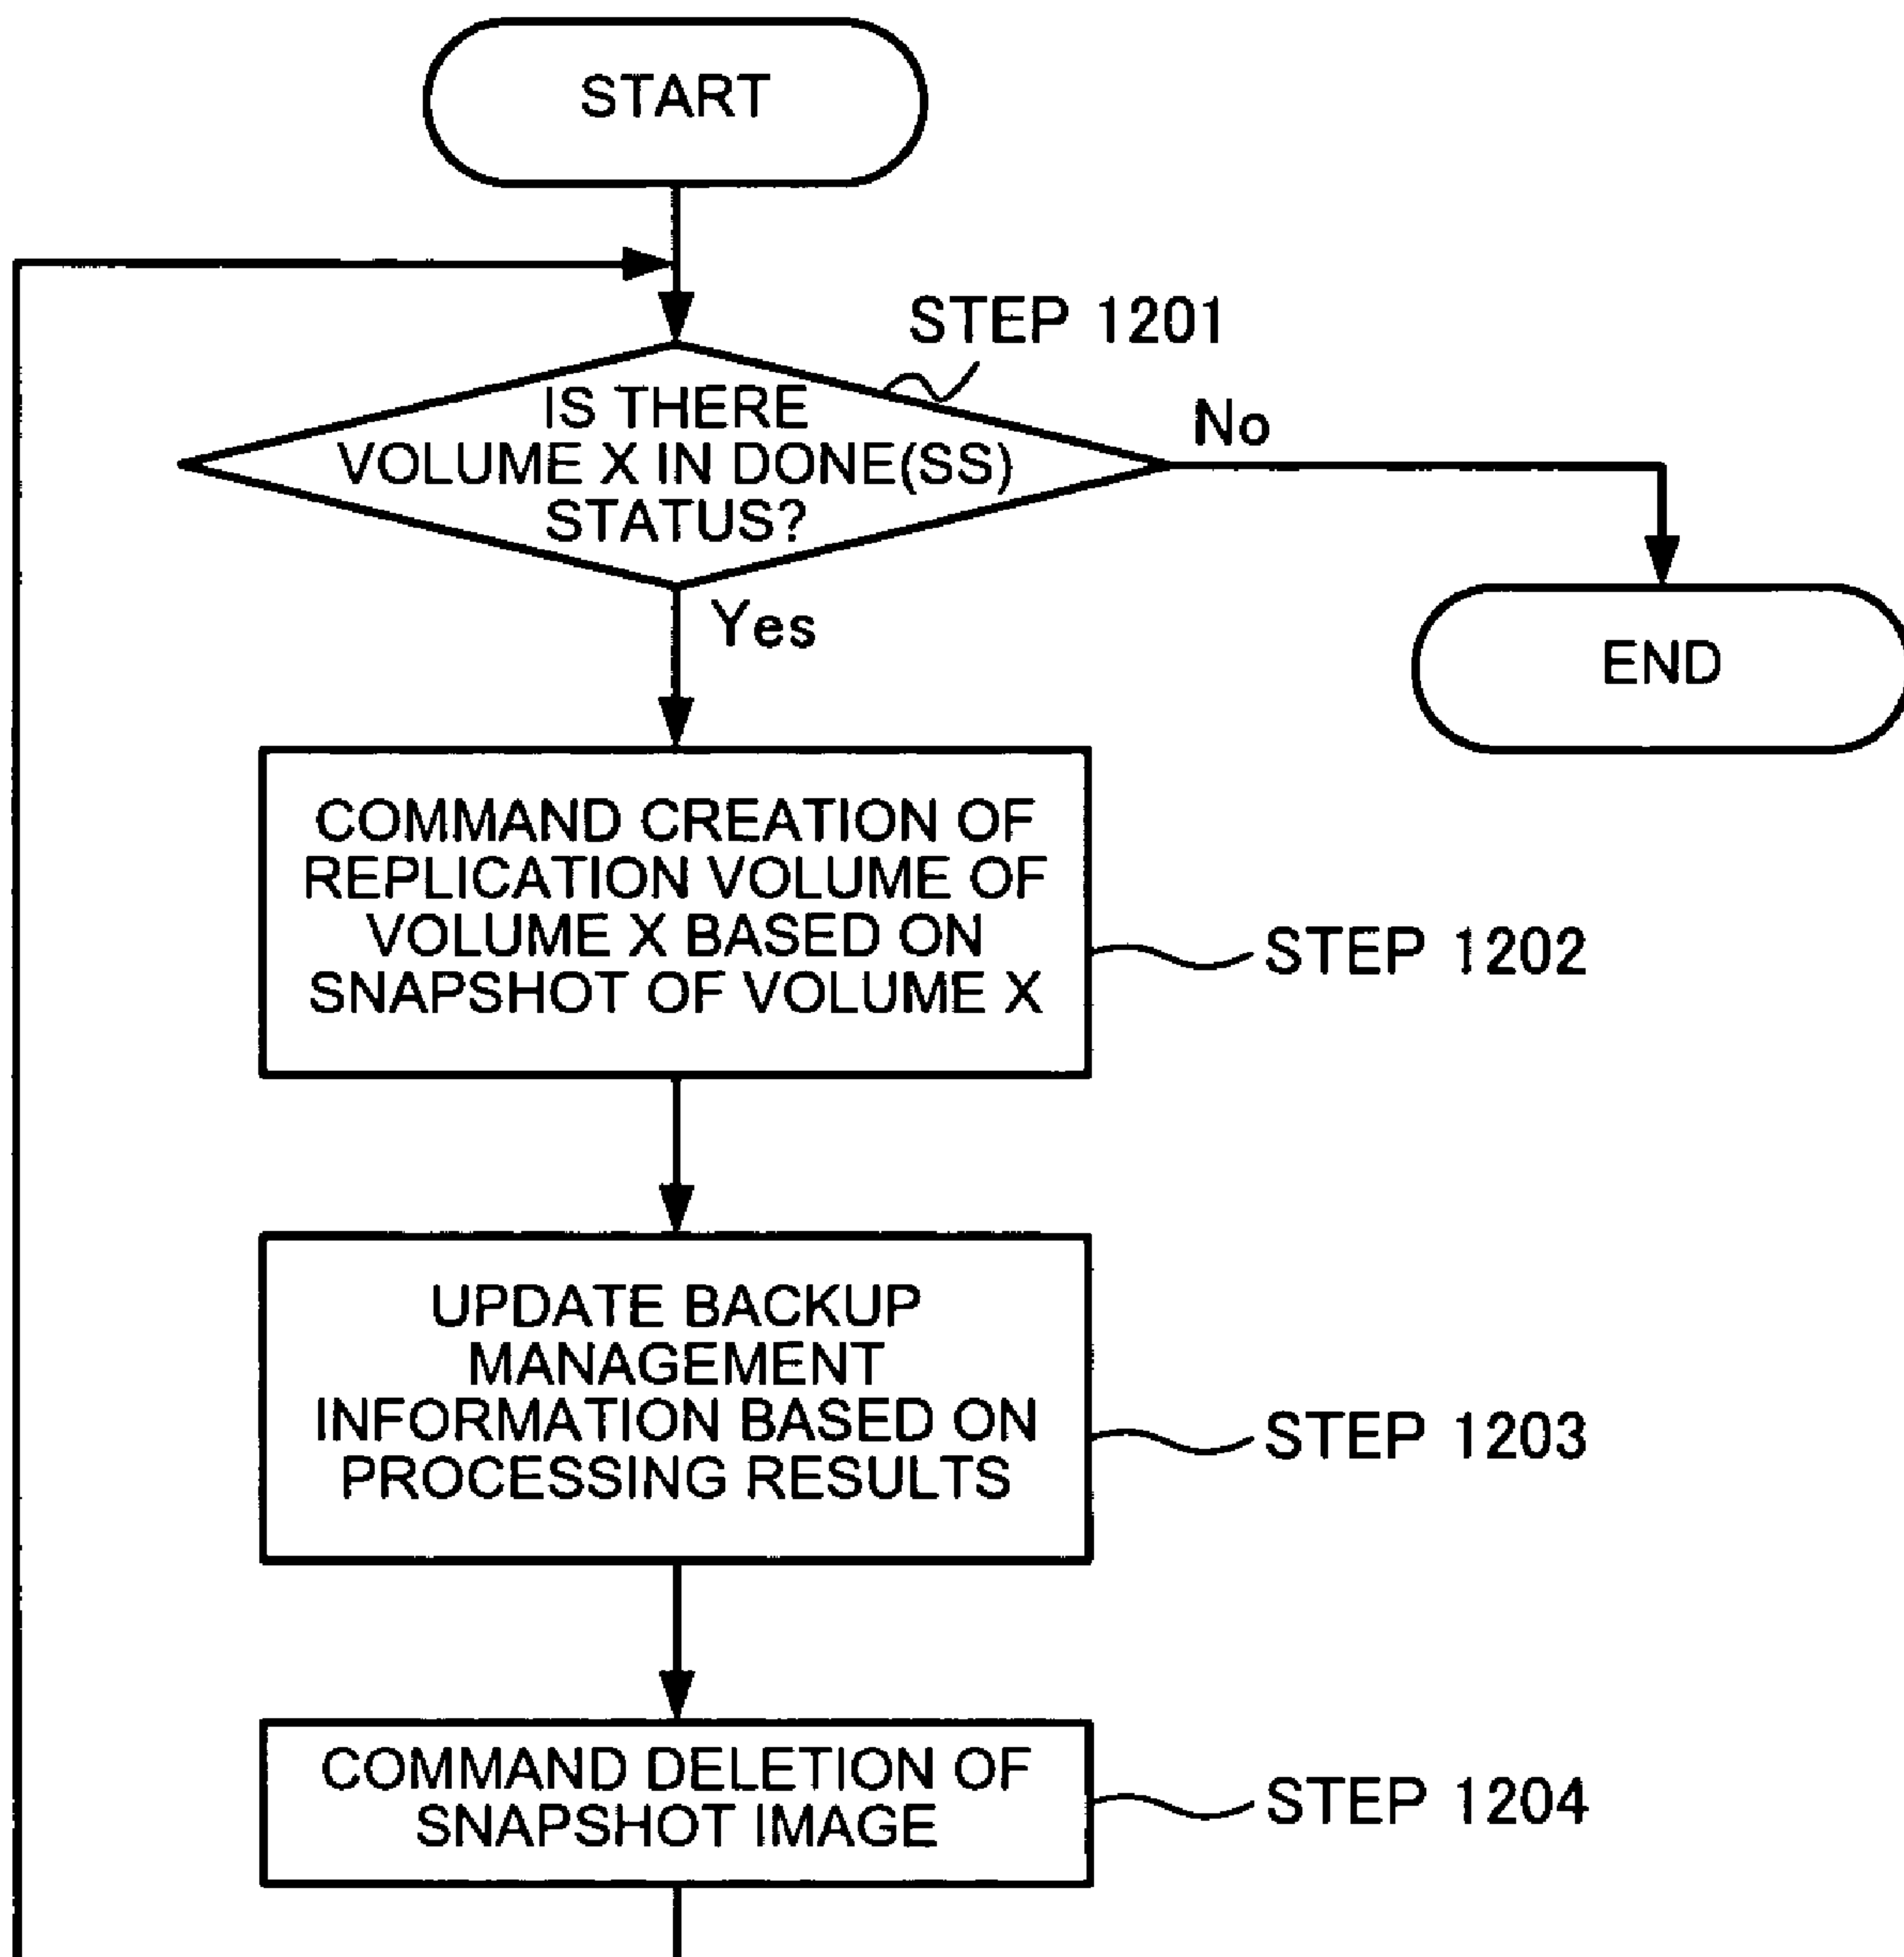 START
STEP 1201
IS THERE
VOLUME X IN DONE(SS)
STATUS?
No
Yes
END
COMMAND CREATION OF
REPLICATION VOLUME OF
VOLUME X BASED ON
SNAPSHOT OF VOLUME X
STEP 1202
UPDATE BACKUP
MANAGEMENT
INFORMATION BASED ON
PROCESSING RESULTS
STEP 1203
COMMAND DELETION OF
SNAPSHOT IMAGE
STEP 1204